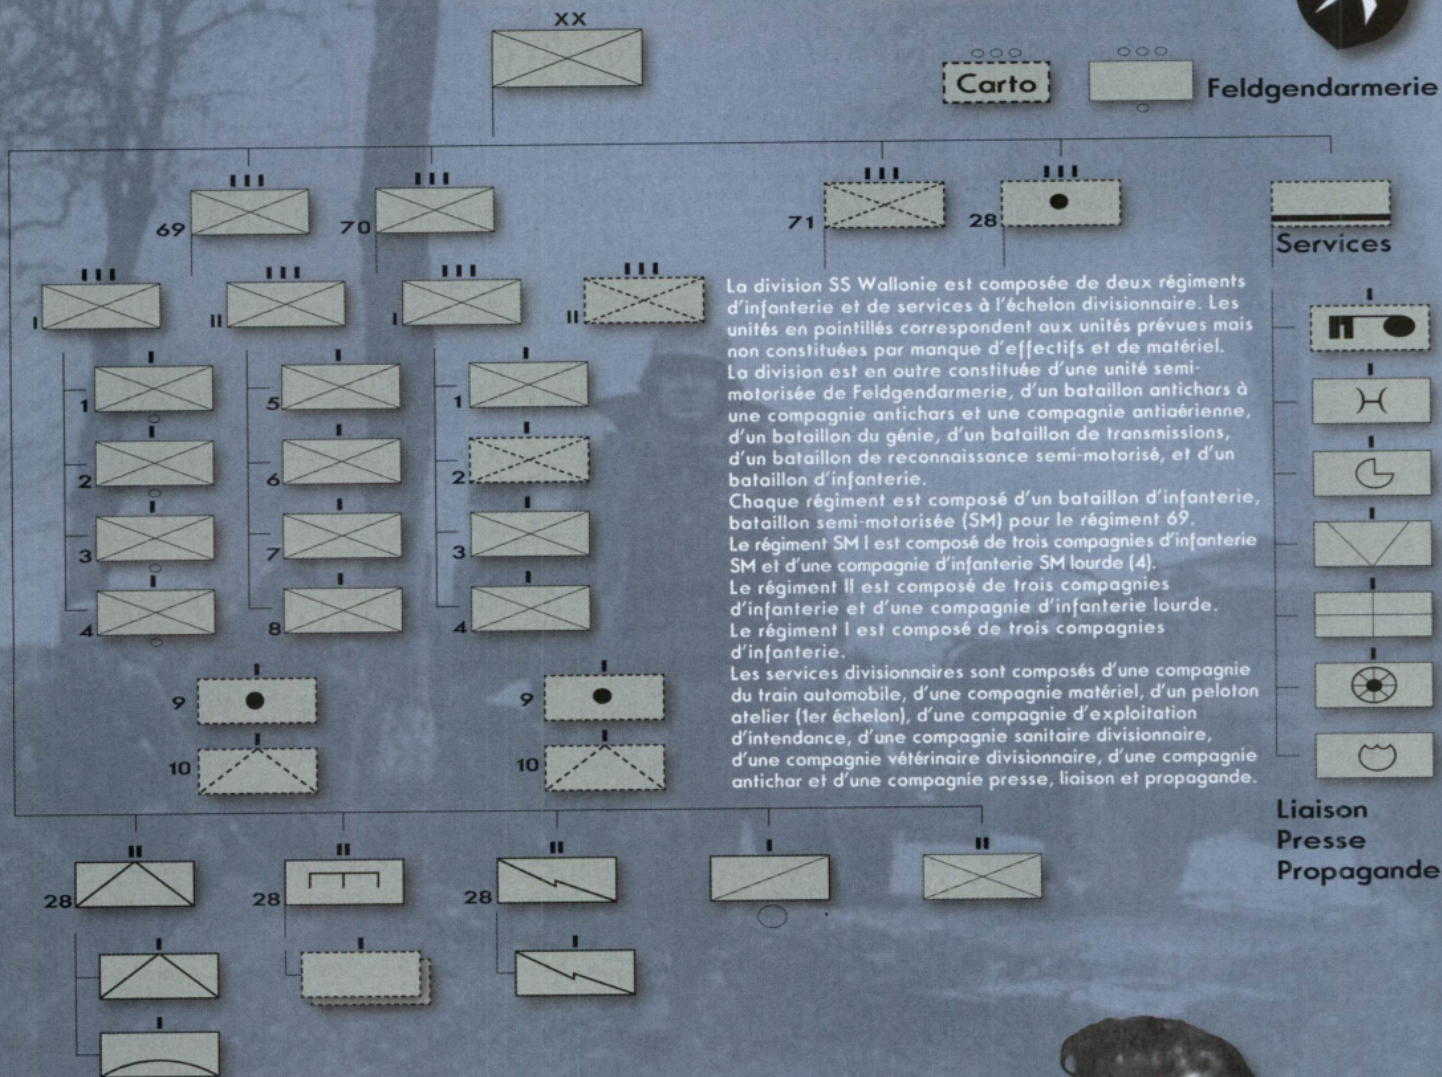 XX
Carto
Feldgendarmerie
III III III III
69 70 71 28
Services
III III III III
I II I II
I I I
1 5 1
I I I
2 6 2
I I I
3 7 3
I I I
4 8 4
I I
9 9
I I
10 10
La division SS Wallonie est composée de deux régiments
d'infanterie et de services à l'échelon divisionnaire. Les
unités en pointillés correspondent aux unités prévues mais
non constituées par manque d'effectifs et de matériel.
La division est en outre constituée d'une unité semi-
motorisée de Feldgendarmerie, d'un bataillon antichars à
une compagnie antichars et une compagnie antiaérienne,
d'un bataillon du génie, d'un bataillon de transmissions,
d'un bataillon de reconnaissance semi-motorisé, et d'un
bataillon d'infanterie.
Chaque régiment est composé d'un bataillon d'infanterie,
bataillon semi-motorisée (SM) pour le régiment 69.
Le régiment SM I est composé de trois compagnies d'infanterie
SM et d'une compagnie d'infanterie SM lourde (4).
Le régiment II est composé de trois compagnies
d'infanterie et d'une compagnie d'infanterie lourde.
Le régiment I est composé de trois compagnies
d'infanterie.
Les services divisionnaires sont composés d'une compagnie
du train automobile, d'une compagnie matériel, d'un peloton
atelier (1er échelon), d'une compagnie d'exploitation
d'intendance, d'une compagnie sanitaire divisionnaire,
d'une compagnie vétérinaire divisionnaire, d'une compagnie
antichar et d'une compagnie presse, liaison et propagande.
I
I
I
I
I
I
Liaison
Presse
Propagande
II II II I II
28 28 28
I I I
I